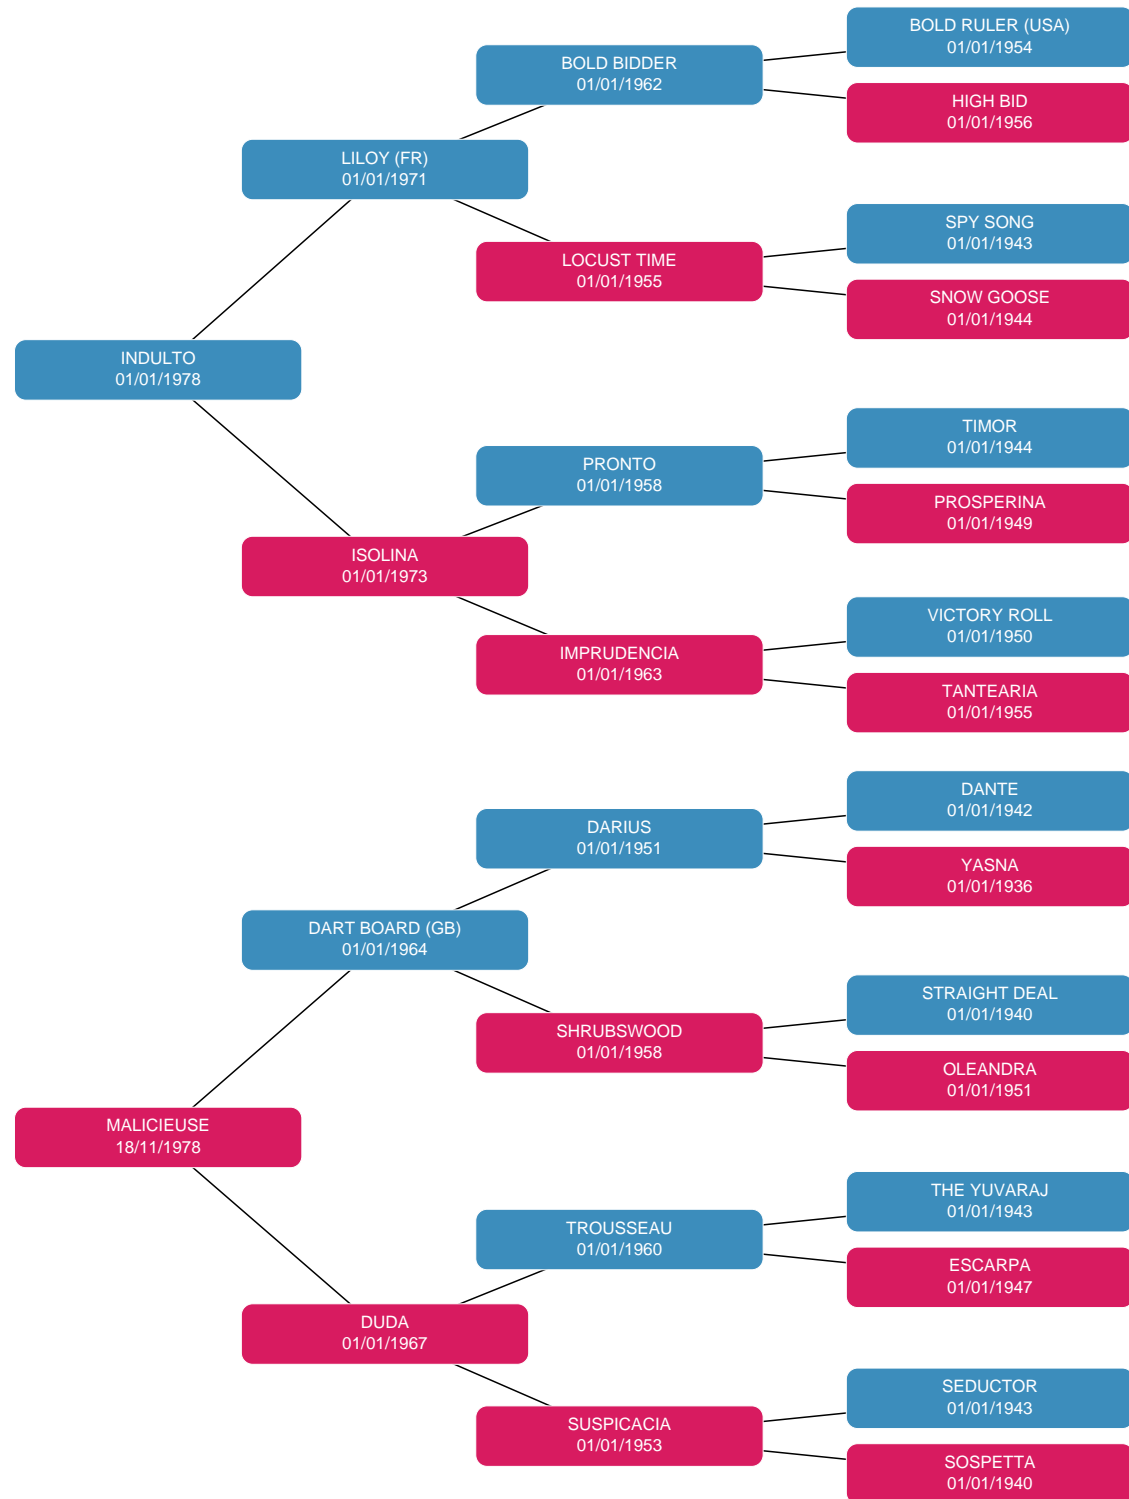 BOLD RULER (USA)
01/01/1954
BOLD BIDDER
01/01/1962
HIGH BID
01/01/1956
LILOY (FR)
01/01/1971
SPY SONG
01/01/1943
LOCUST TIME
01/01/1955
SNOW GOOSE
01/01/1944
INDULTO
01/01/1978
TIMOR
01/01/1944
PRONTO
01/01/1958
PROSPERINA
01/01/1949
ISOLINA
01/01/1973
VICTORY ROLL
01/01/1950
IMPRUDENCIA
01/01/1963
TANTEARIA
01/01/1955
DANTE
01/01/1942
DARIUS
01/01/1951
YASNA
01/01/1936
DART BOARD (GB)
01/01/1964
STRAIGHT DEAL
01/01/1940
SHRUBSWOOD
01/01/1958
OLEANDRA
01/01/1951
MALICIEUSE
18/11/1978
THE YUVARAJ
01/01/1943
TROUSSEAU
01/01/1960
ESCARPA
01/01/1947
DUDA
01/01/1967
SEDUCTOR
01/01/1943
SUSPICACIA
01/01/1953
SOSPETTA
01/01/1940